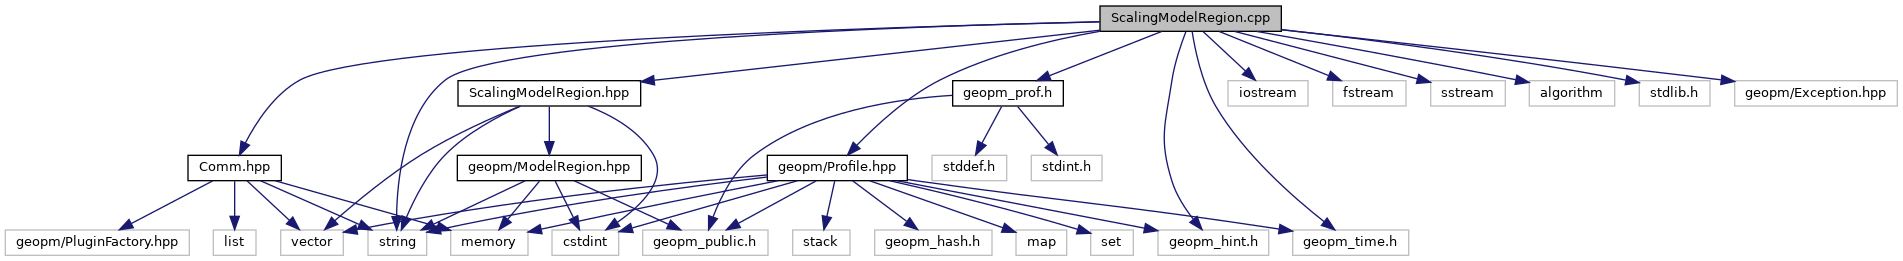 ScalingModelRegion.cpp
ScalingModelRegion.hpp
geopm_prof.h
iostream
fstream
sstream
algorithm
stdlib.h
geopm/Exception.hpp
Comm.hpp
geopm/ModelRegion.hpp
geopm/Profile.hpp
stddef.h
stdint.h
geopm/PluginFactory.hpp
list
vector
string
memory
cstdint
geopm_public.h
stack
geopm_hash.h
map
set
geopm_hint.h
geopm_time.h